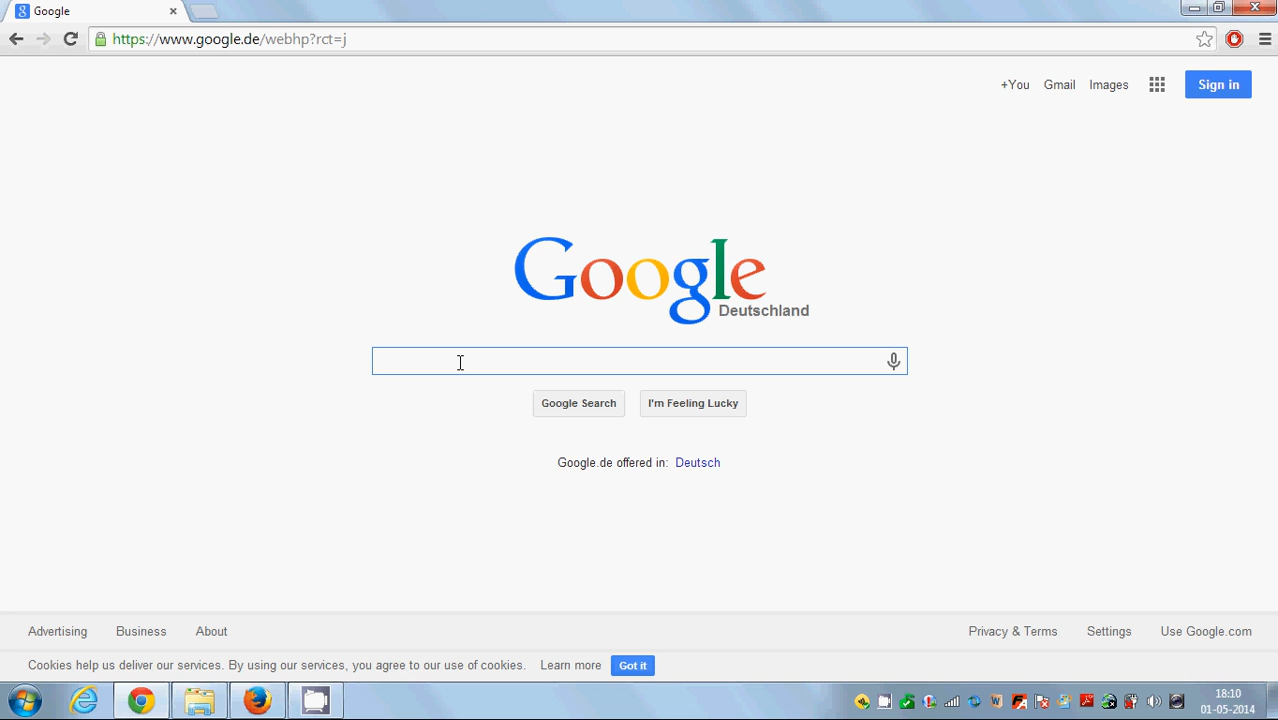 Google
https://www.google.de/webhp?rct=j
+You Gmail Images Sign in
Google
Deutschland
Google Search I'm Feeling Lucky
Google.de offered in: Deutsch
Advertising Business About Privacy & Terms Settings Use Google.com
Cookies help us deliver our services. By using our services, you agree to our use of cookies. Learn more Got it
18:10
01-05-2014